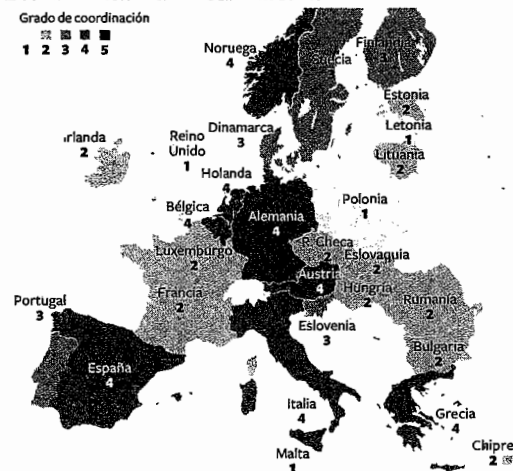 Grado de coordinación
1 2 3 4 5
Noruega
4
Suecia
Finlandia
3
Estonia
2
Letonia
1
Lituania
2
Dinamarca
3
Reino
Unido
1
Irlanda
2
Holanda
4
Bélgica
4
Alemania
4
Polonia
1
Luxemburgo
2
R. Checa
2
Eslovaquia
2
Austria
4
Hungria
2
Francia
2
Rumanía
2
Eslovenia
3
Bulgaria
2
Portugal
3
España
4
Italia
4
Grecia
4
Malta
1
Chipre
2